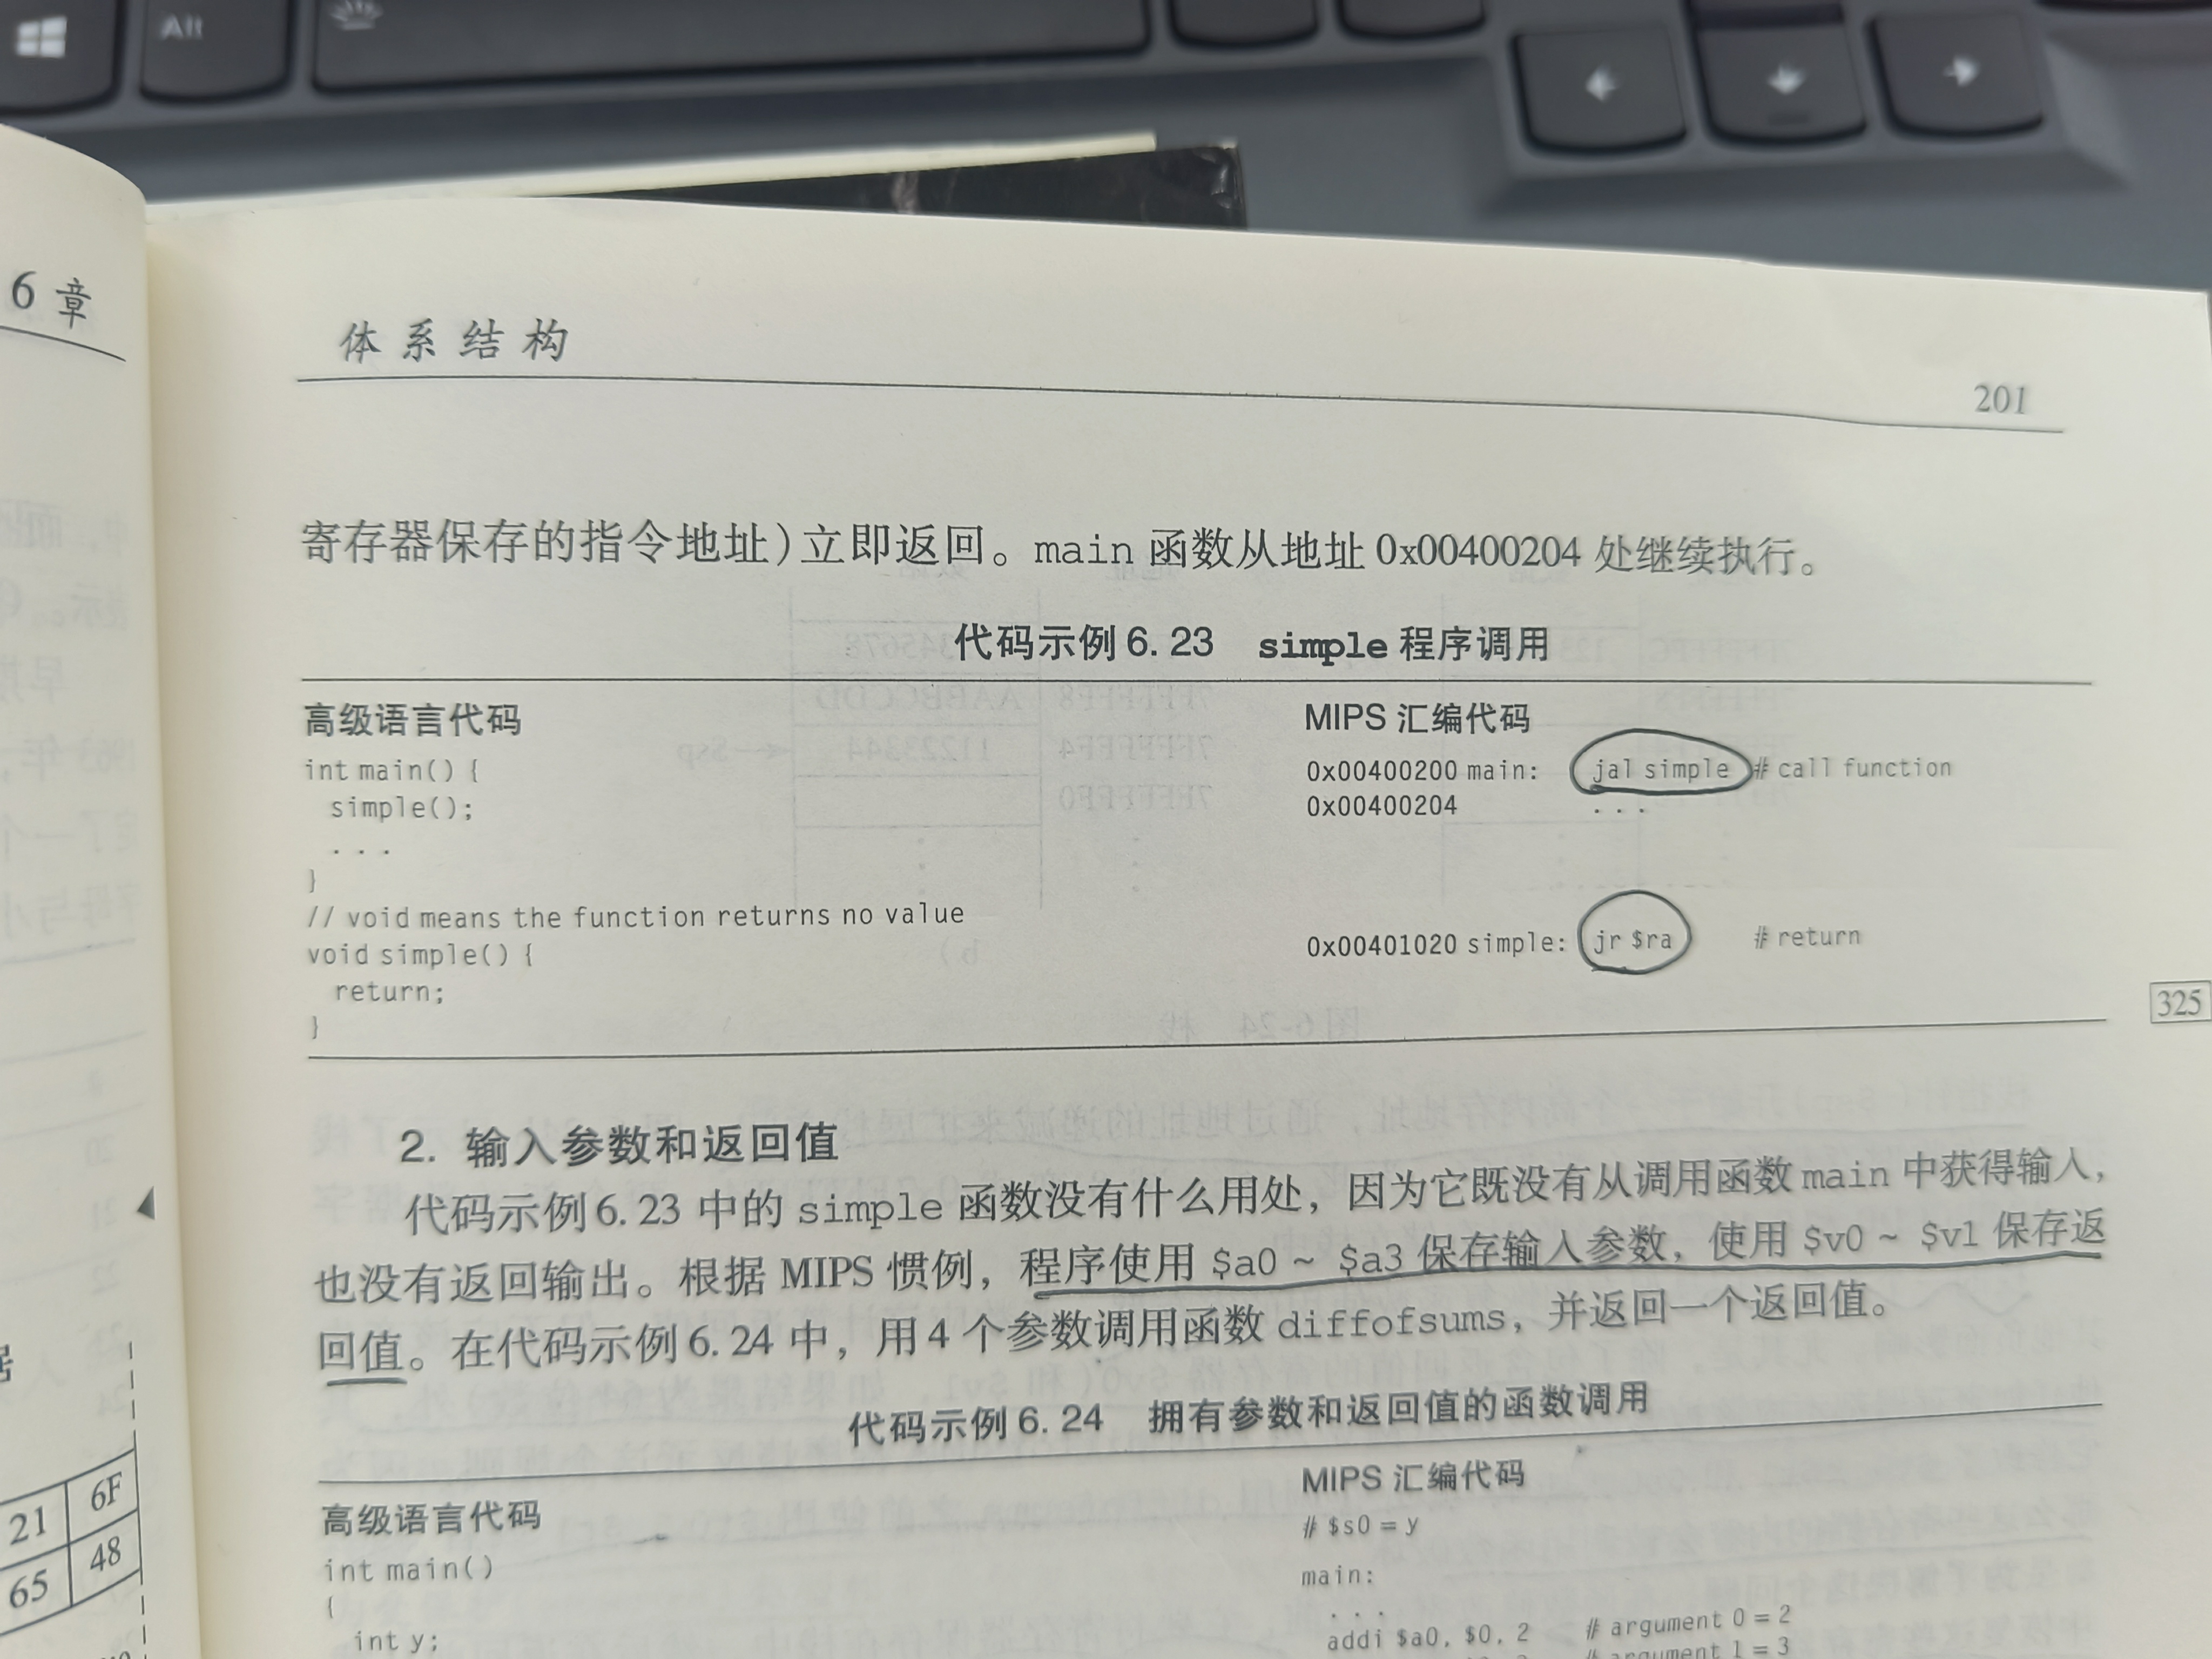 Alt
6 章
体系结构
201
寄存器保存的指令地址)立即返回。main 函数从地址 0x00400204 处继续执行。
代码示例 6.23 simple 程序调用
高级语言代码
int main() {
simple();
...
}
// void means the function returns no value
void simple() {
return;
}
MIPS 汇编代码
0x00400200 main: jal simple # call function
0x00400204 ...
0x00401020 simple: jr $ra # return
325
2. 输入参数和返回值
代码示例 6.23 中的 simple 函数没有什么用处，因为它既没有从调用函数 main 中获得输入，
也没有返回输出。根据 MIPS 惯例，程序使用 $a0 ~ $a3 保存输入参数，使用 $v0 ~ $v1 保存返
回值。在代码示例 6.24 中，用 4 个参数调用函数 diffofsums，并返回一个返回值。
代码示例 6.24 拥有参数和返回值的函数调用
高级语言代码
int main()
{
int y;
MIPS 汇编代码
# $s0 = y
main:
...
addi $a0, $0, 2 # argument 0 = 2
# argument 1 = 3
21 6F
65 48